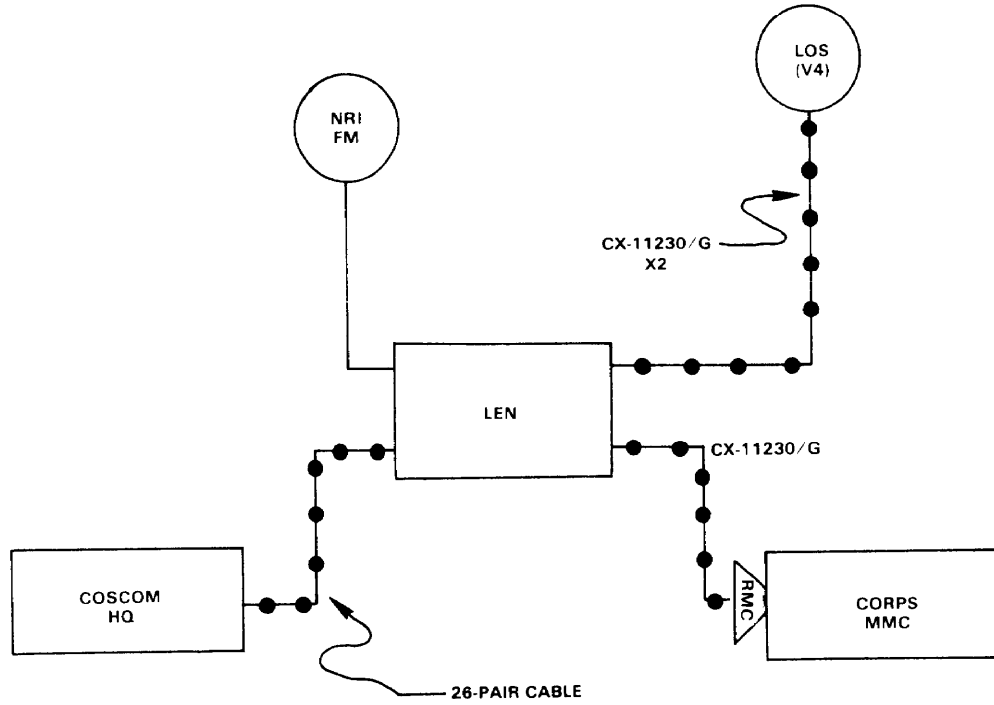 LOS
(V4)
NRI
FM
CX-11230/G
X2
LEN
CX-11230/G
COSCOM
HQ
RMC
CORPS
MMC
26-PAIR CABLE